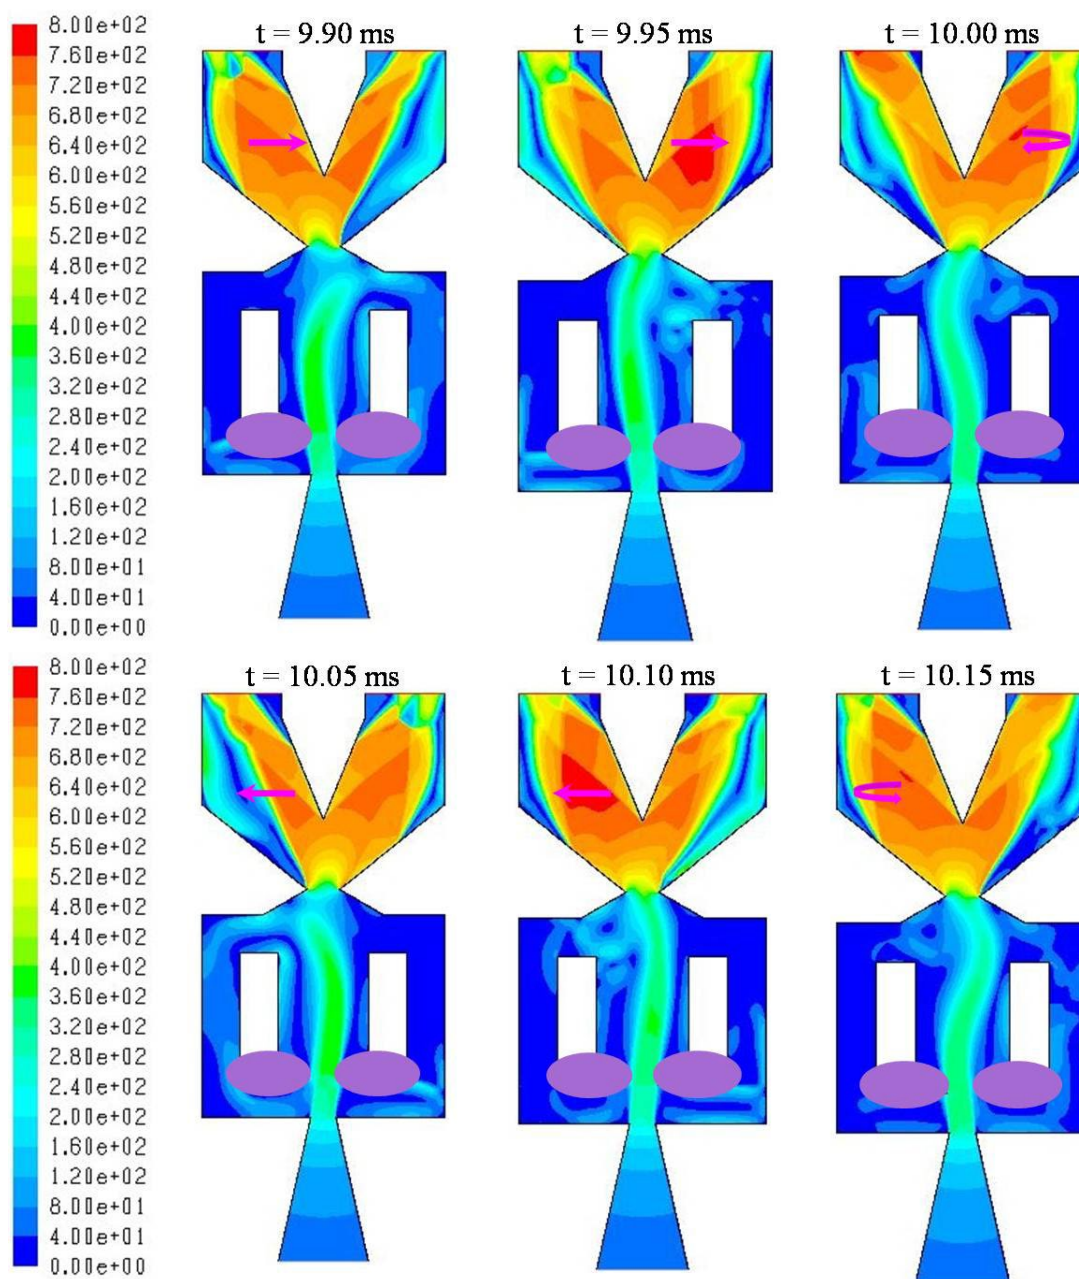 8.00e+02
7.60e+02
7.20e+02
6.80e+02
6.40e+02
6.00e+02
5.60e+02
5.20e+02
4.80e+02
4.40e+02
4.00e+02
3.60e+02
3.20e+02
2.80e+02
2.40e+02
2.00e+02
1.60e+02
1.20e+02
8.00e+01
4.00e+01
0.00e+00
t = 9.90 ms
t = 9.95 ms
t = 10.00 ms
8.00e+02
7.60e+02
7.20e+02
6.80e+02
6.40e+02
6.00e+02
5.60e+02
5.20e+02
4.80e+02
4.40e+02
4.00e+02
3.60e+02
3.20e+02
2.80e+02
2.40e+02
2.00e+02
1.60e+02
1.20e+02
8.00e+01
4.00e+01
0.00e+00
t = 10.05 ms
t = 10.10 ms
t = 10.15 ms